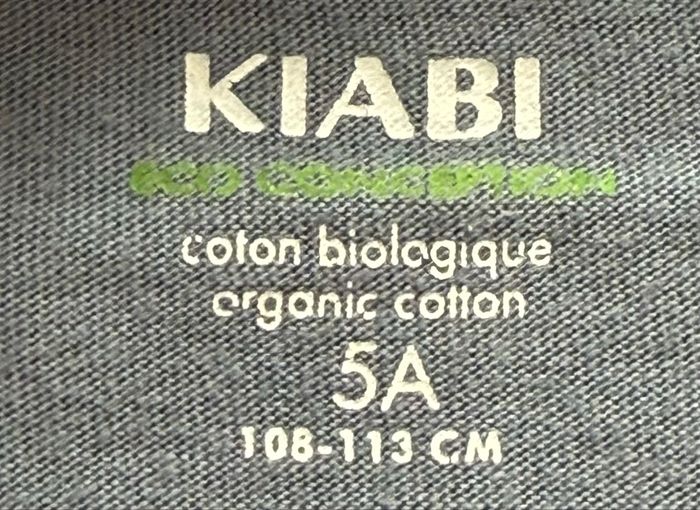 KIABI
ECO CONCEPTION
coton biologique
organic cotton
5A
108-113 CM